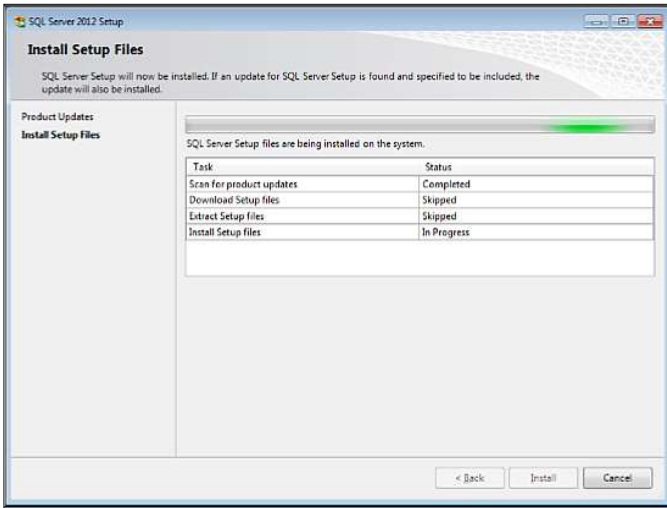 SQL Server 2012 Setup
Install Setup Files
SQL Server Setup will now be installed. If an update for SQL Server Setup is found and specified to be included, the
update will also be installed.
Product Updates
Install Setup Files
SQL Server Setup files are being installed on the system.
Task Status
Scan for product updates Completed
Download Setup files Skipped
Extract Setup files Skipped
Install Setup files In Progress
< Back Install Cancel